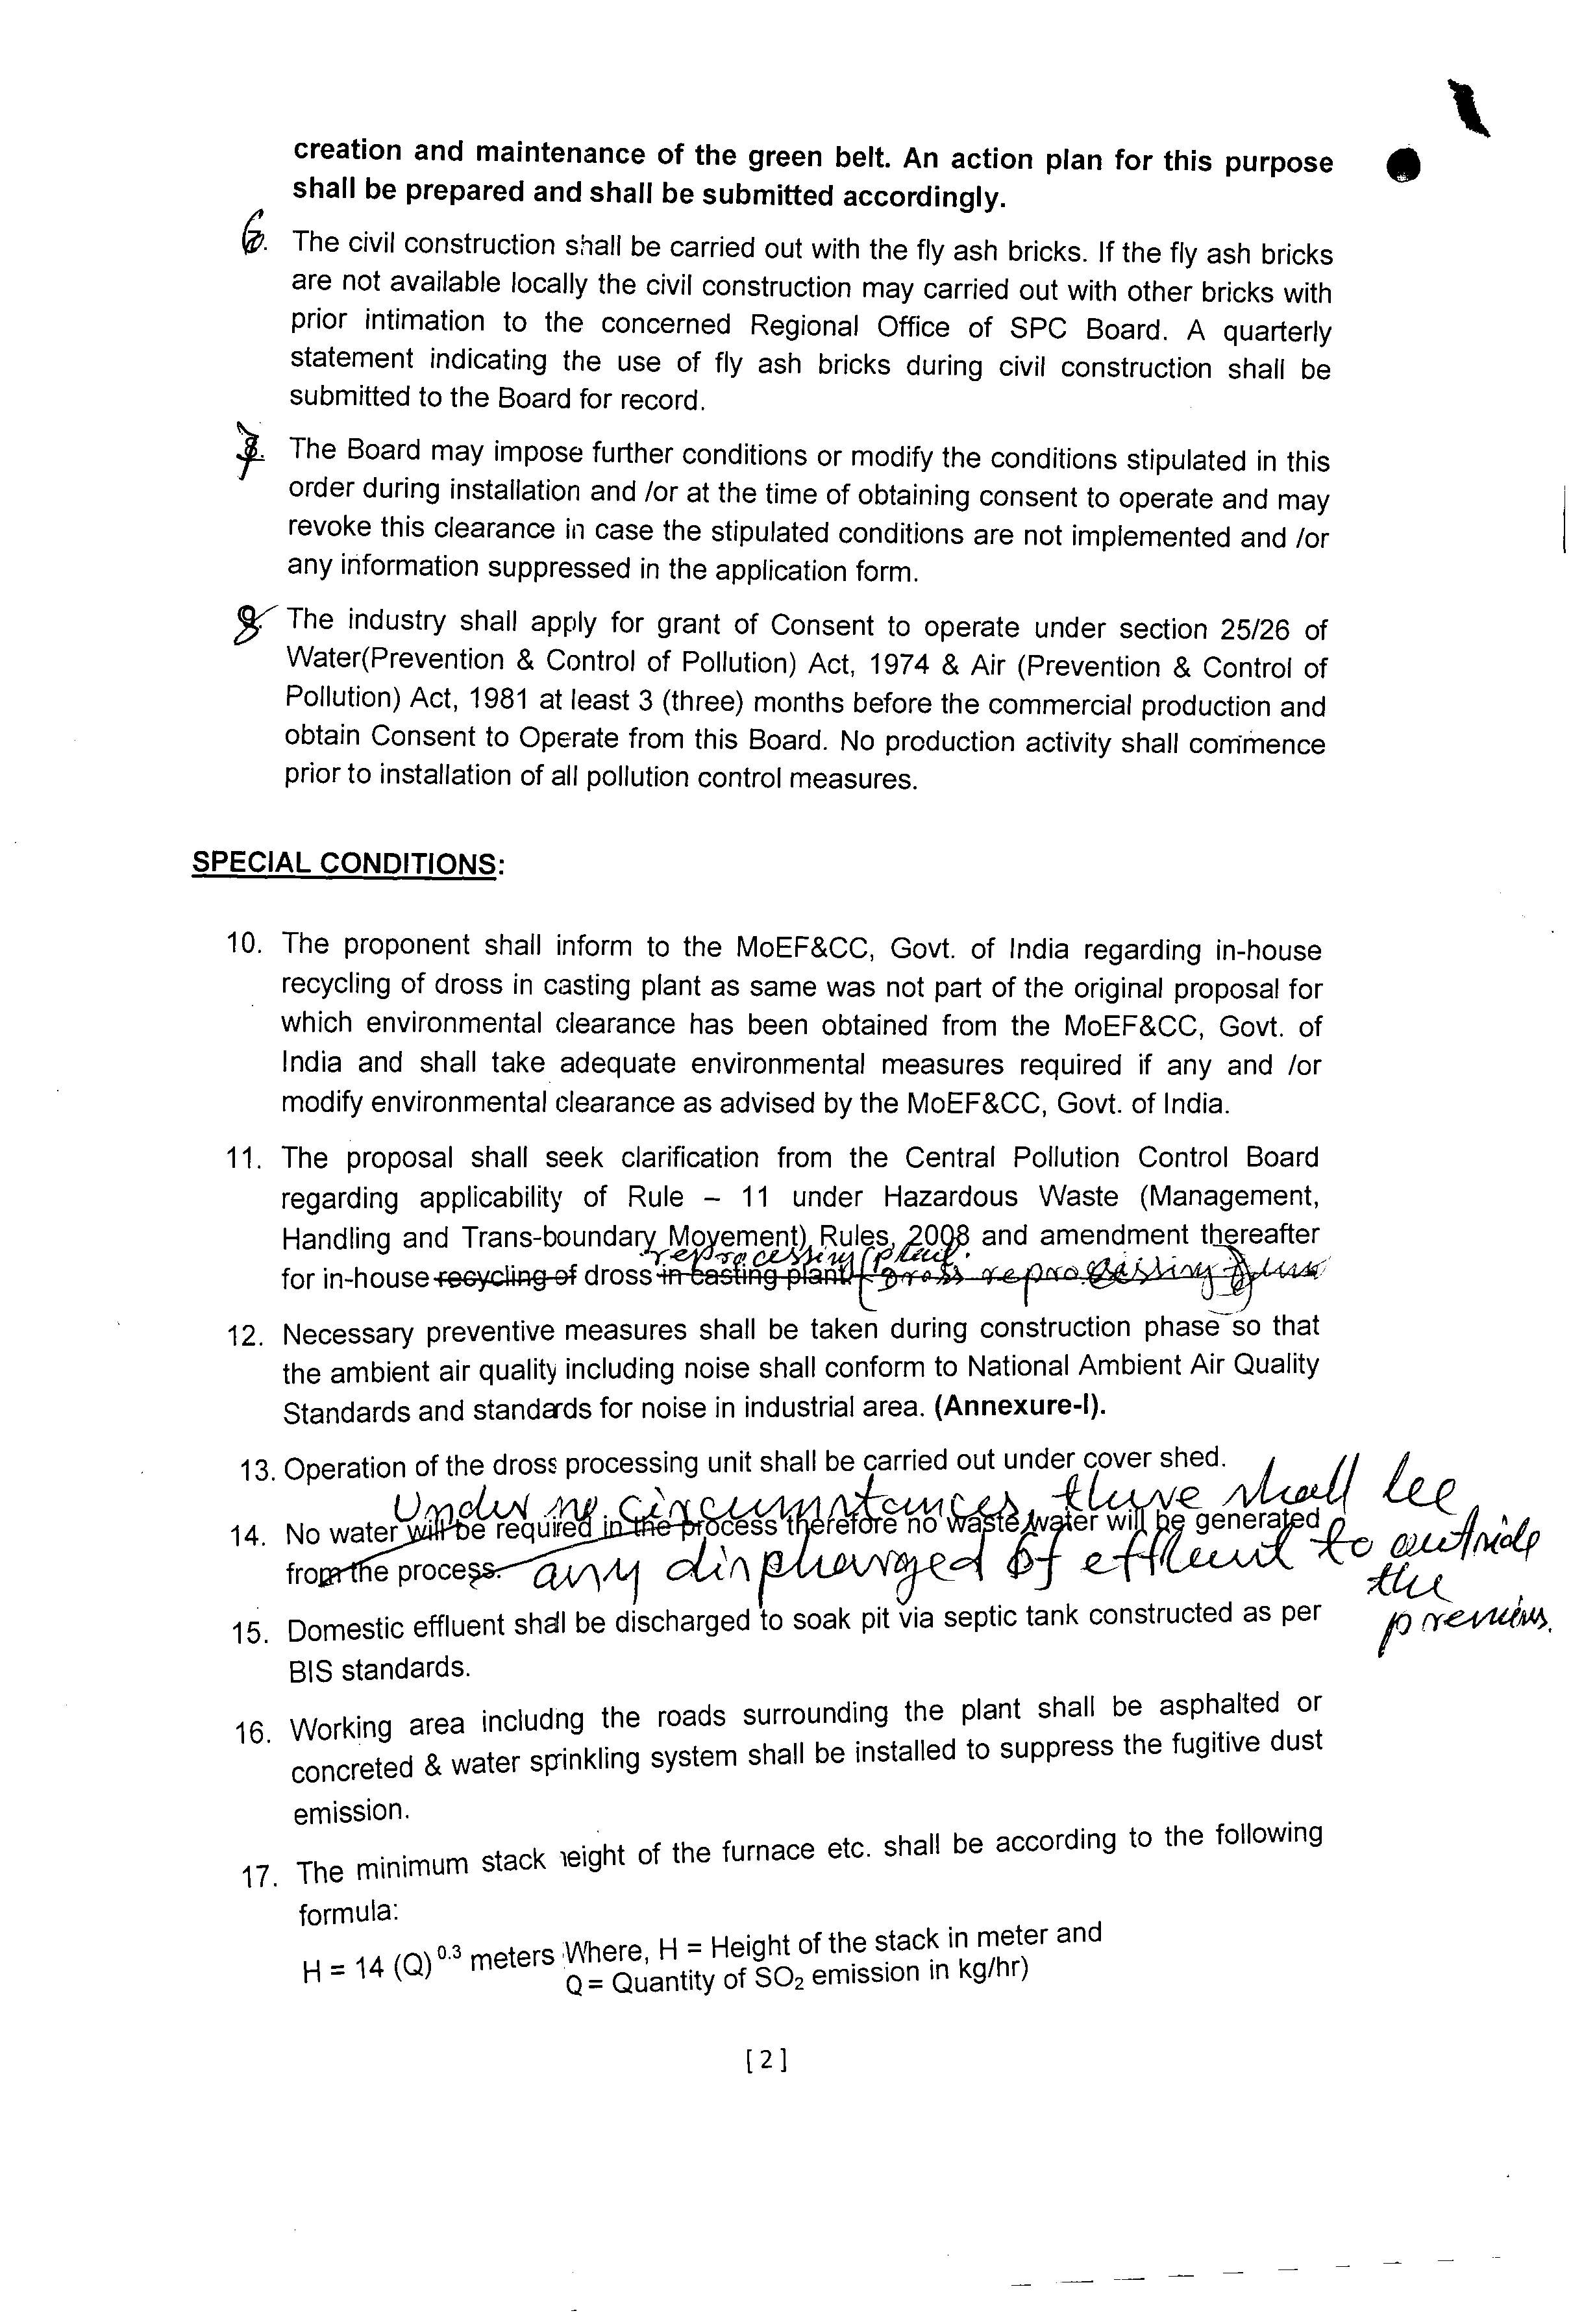 creation and maintenance of the green belt. An action plan for this purpose
shall be prepared and shall be submitted accordingly.
6. The civil construction shall be carried out with the fly ash bricks. If the fly ash bricks
are not available locally the civil construction may carried out with other bricks with
prior intimation to the concerned Regional Office of SPC Board. A quarterly
statement indicating the use of fly ash bricks during civil construction shall be
submitted to the Board for record.
7. The Board may impose further conditions or modify the conditions stipulated in this
order during installation and /or at the time of obtaining consent to operate and may
revoke this clearance in case the stipulated conditions are not implemented and /or
any information suppressed in the application form.
8. The industry shall apply for grant of Consent to operate under section 25/26 of
Water(Prevention & Control of Pollution) Act, 1974 & Air (Prevention & Control of
Pollution) Act, 1981 at least 3 (three) months before the commercial production and
obtain Consent to Operate from this Board. No production activity shall commence
prior to installation of all pollution control measures.
SPECIAL CONDITIONS:
10. The proponent shall inform to the MoEF&CC, Govt. of India regarding in-house
recycling of dross in casting plant as same was not part of the original proposal for
which environmental clearance has been obtained from the MoEF&CC, Govt. of
India and shall take adequate environmental measures required if any and /or
modify environmental clearance as advised by the MoEF&CC, Govt. of India.
11. The proposal shall seek clarification from the Central Pollution Control Board
regarding applicability of Rule – 11 under Hazardous Waste (Management,
Handling and Trans-boundary Movement) Rules, 2008 and amendment thereafter
reprocessing plant.
for in-house recycling of dross in casting plant. (dross reprocessing
12. Necessary preventive measures shall be taken during construction phase so that
the ambient air quality including noise shall conform to National Ambient Air Quality
Standards and standards for noise in industrial area. (Annexure-I).
13. Operation of the dross processing unit shall be carried out under cover shed.
Under no circumstances, there shall be
14. No water will be required in the process therefore no waste water will be generated
from the process. any dispharged of effluent to outside
the
premises.
15. Domestic effluent shall be discharged to soak pit via septic tank constructed as per
BIS standards.
16. Working area includng the roads surrounding the plant shall be asphalted or
concreted & water sprinkling system shall be installed to suppress the fugitive dust
emission.
17. The minimum stack height of the furnace etc. shall be according to the following
formula:
H = 14 (Q)^0.3 meters Where, H = Height of the stack in meter and
Q = Quantity of SO₂ emission in kg/hr)
[ 2 ]